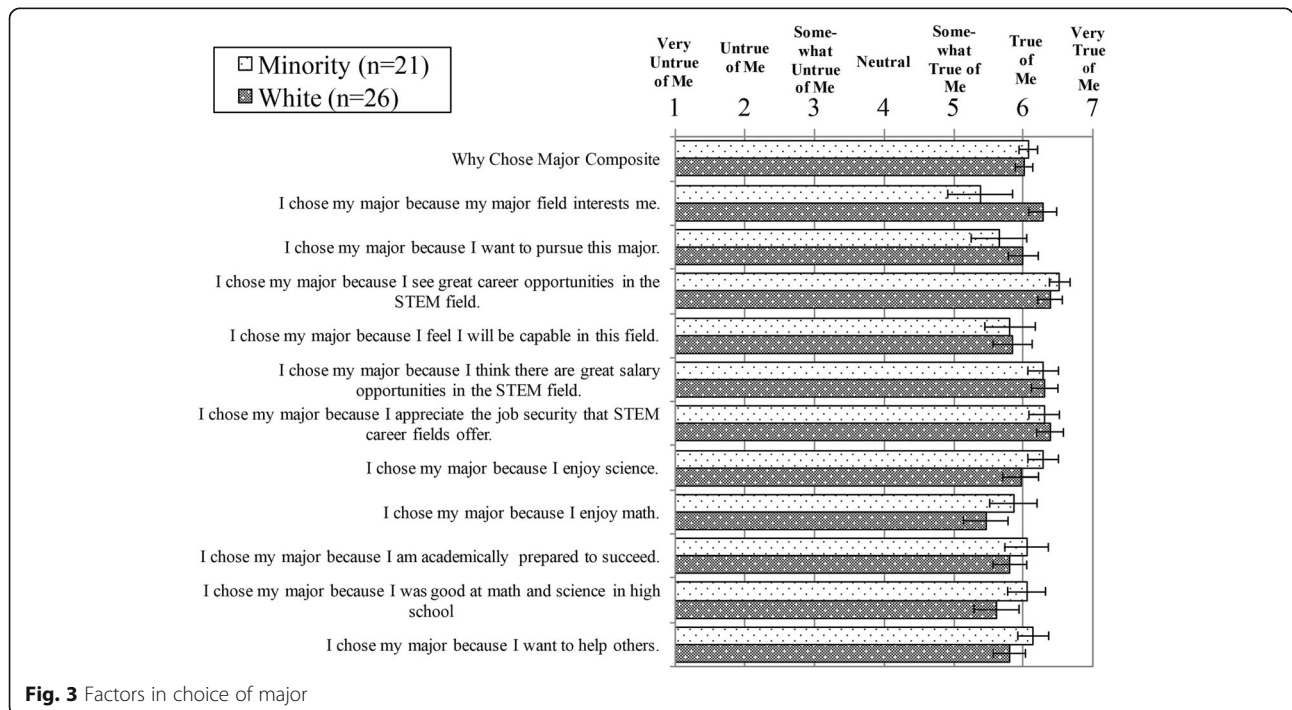 Minority (n=21)
White (n=26)
Very Untrue of Me
Untrue of Me
Some-what Untrue of Me
Neutral
Some-what True of Me
True of Me
Very True of Me
1 2 3 4 5 6 7
Why Chose Major Composite
I chose my major because my major field interests me.
I chose my major because I want to pursue this major.
I chose my major because I see great career opportunities in the
STEM field.
I chose my major because I feel I will be capable in this field.
I chose my major because I think there are great salary
opportunities in the STEM field.
I chose my major because I appreciate the job security that STEM
career fields offer.
I chose my major because I enjoy science.
I chose my major because I enjoy math.
I chose my major because I am academically prepared to succeed.
I chose my major because I was good at math and science in high
school
I chose my major because I want to help others.
Fig. 3 Factors in choice of major